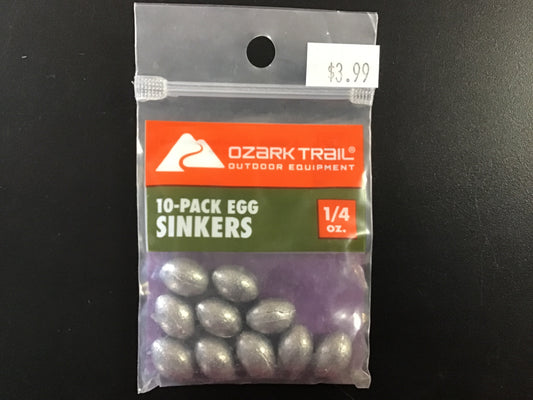 $3.99
OZARK TRAIL®
OUTDOOR EQUIPMENT
10-PACK EGG
SINKERS
1/4
oz.